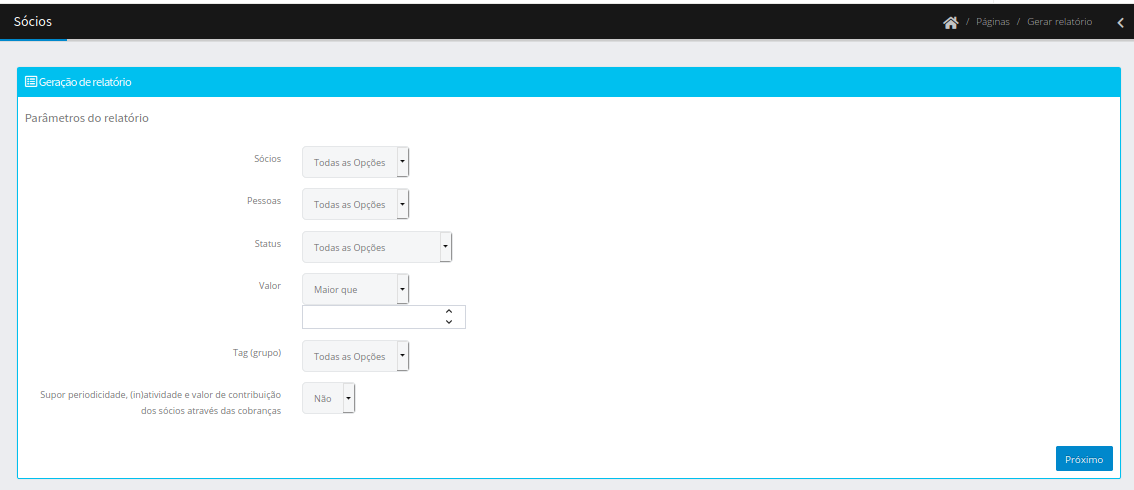 Sócios
/ Páginas / Gerar relatório
Geração de relatório
Parâmetros do relatório
Sócios
Todas as Opções
Pessoas
Todas as Opções
Status
Todas as Opções
Valor
Maior que
Tag (grupo)
Todas as Opções
Supor periodicidade, (in)atividade e valor de contribuição
dos sócios através das cobranças
Não
Próximo